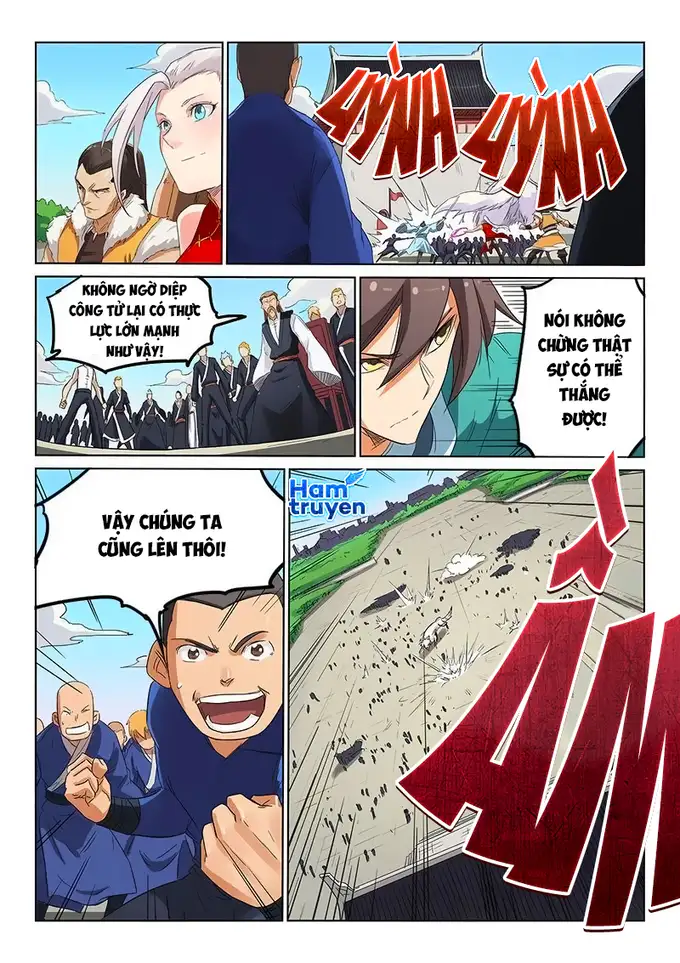 UỲNH UỲNH
KHÔNG NGỜ DIỆP
CÔNG TỬ LẠI CÓ THỰC
LỰC LỚN MẠNH
NHƯ VẬY!
NÓI KHÔNG
CHỪNG THẬT
SỰ CÓ THỂ
THẮNG
ĐƯỢC!
VẬY CHÚNG TA
CŨNG LÊN THÔI!
Ham
truyen
ẦM